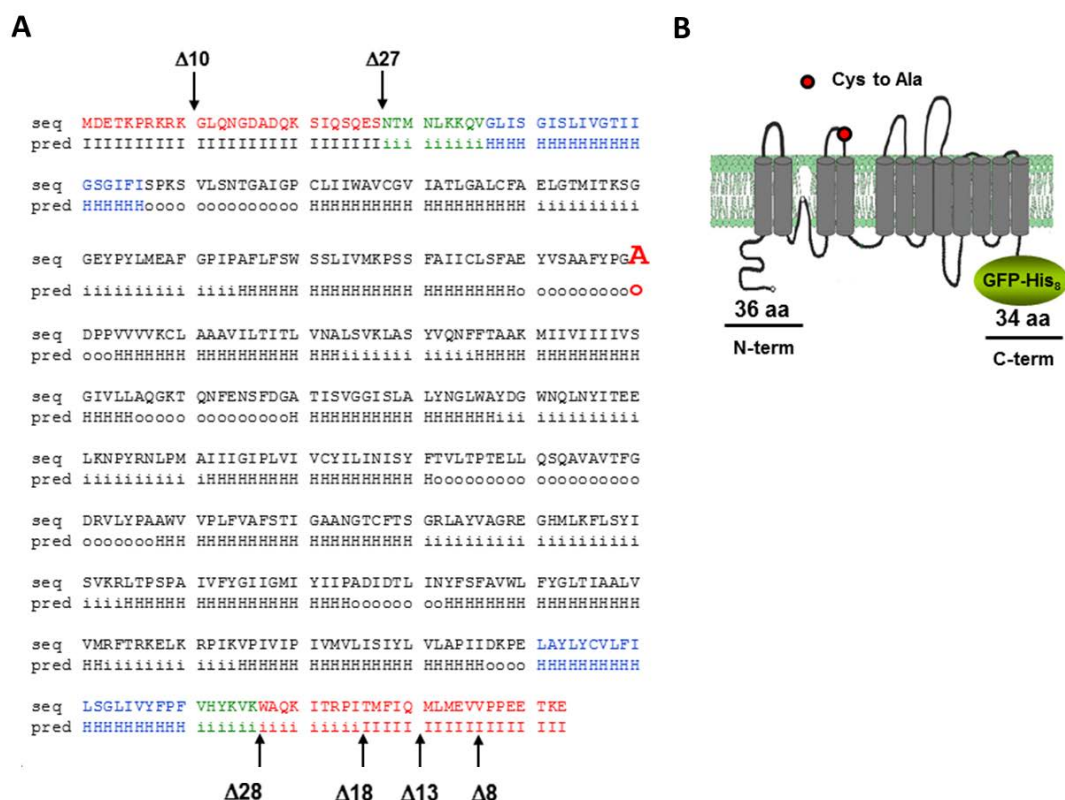 A
Δ10 Δ27
seq MDETKPRKRK GLQNGDADQK SIQSQESNTM NLKKQVGLIS GISLIVGTII
pred IIIIIIIIII IIIIIIIIII IIIIIIIiii iiiiiiHHHH HHHHHHHHHH
seq GSGIFISPKS VLSNTGAIGP CLIIWAVCGV IATLGALCFA ELGTMITKSG
pred HHHHHHoooo oooooooooo HHHHHHHHHH HHHHHHHHHH iiiiiiiiii
seq GEYPYLMEAF GPIPAFLFSW SSLIVMKPSS FAIICLSFAE YVSAAFYPGA
pred iiiiiiiiii iiiiHHHHHH HHHHHHHHHH HHHHHHHHHo oooooooooo
seq DPPVVVVKCL AAAVILTITL VNALSVKLAS YVQNFFTAAK MIIVIIIIVS
pred oooHHHHHHH HHHHHHHHHH HHHiiiiiii iiiiiHHHHH HHHHHHHHHH
seq GIVLLAQGKT QNFENSFDGA TISVGGISLA LYNGLWAYDG WNQLNYITEE
pred HHHHHooooo oooooooooH HHHHHHHHHH HHHHHHHiii iiiiiiiiii
seq LKNPYRNLPM AIIIGIPLVI VCYILINISY FTVLTPTELL QSQAVAVTFG
pred iiiiiiiiii iHHHHHHHHH HHHHHHHHHH Hooooooooo oooooooooo
seq DRVLYPAAWV VPLFVAFSTI GAANGTCFTS GRLAYVAGRE GHMLKFLSYI
pred oooooooHHH HHHHHHHHHH HHHHHHHHHH iiiiiiiiii iiiiiiiiii
seq SVKRLTPSPA IVFYGIIGMI YIIPADIDTL INYFSFAVWL FYGLTIAALV
pred iiiiHHHHHH HHHHHHHHHH HHHHoooooo ooHHHHHHHH HHHHHHHHHH
seq VMRFTRKELK RPIKVPIVIP IVMVLISIYL VLAPIIDKPE LAYLYCVLFI
pred HHiiiiiiii iiiiHHHHHH HHHHHHHHHH HHHHHHoooo HHHHHHHHHH
seq LSGLIVYFPF VHYKVKWAQK ITRPITMFIQ MLMEVVPPEE TKE
pred HHHHHHHHHH iiiiiiiiii iiiiiIIIII IIIIIIIIII III
Δ28 Δ18 Δ13 Δ8
B
Cys to Ala
GFP-His8
36 aa
N-term
34 aa
C-term